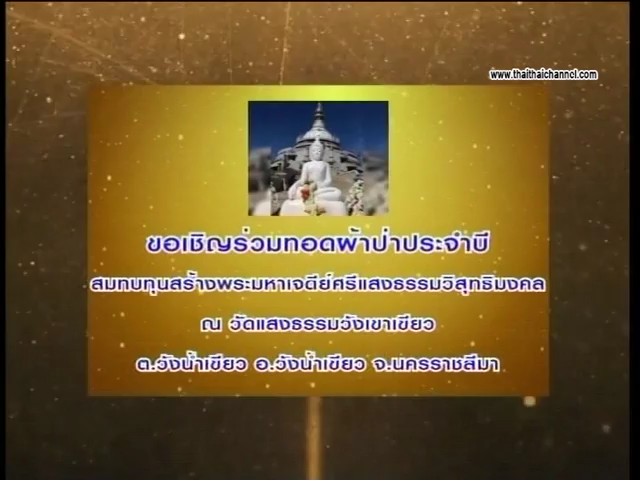 www.thaithaichannel.com
ขอเชิญร่วมทอดผ้าป่าประจำปี
สมทบทุนสร้างพระมหาเจดีย์ศรีแสงธรรมวิสุทธิมงคล
ณ วัดแสงธรรมวังเขาเขียว
ต.วังน้ำเขียว อ.วังน้ำเขียว จ.นครราชสีมา